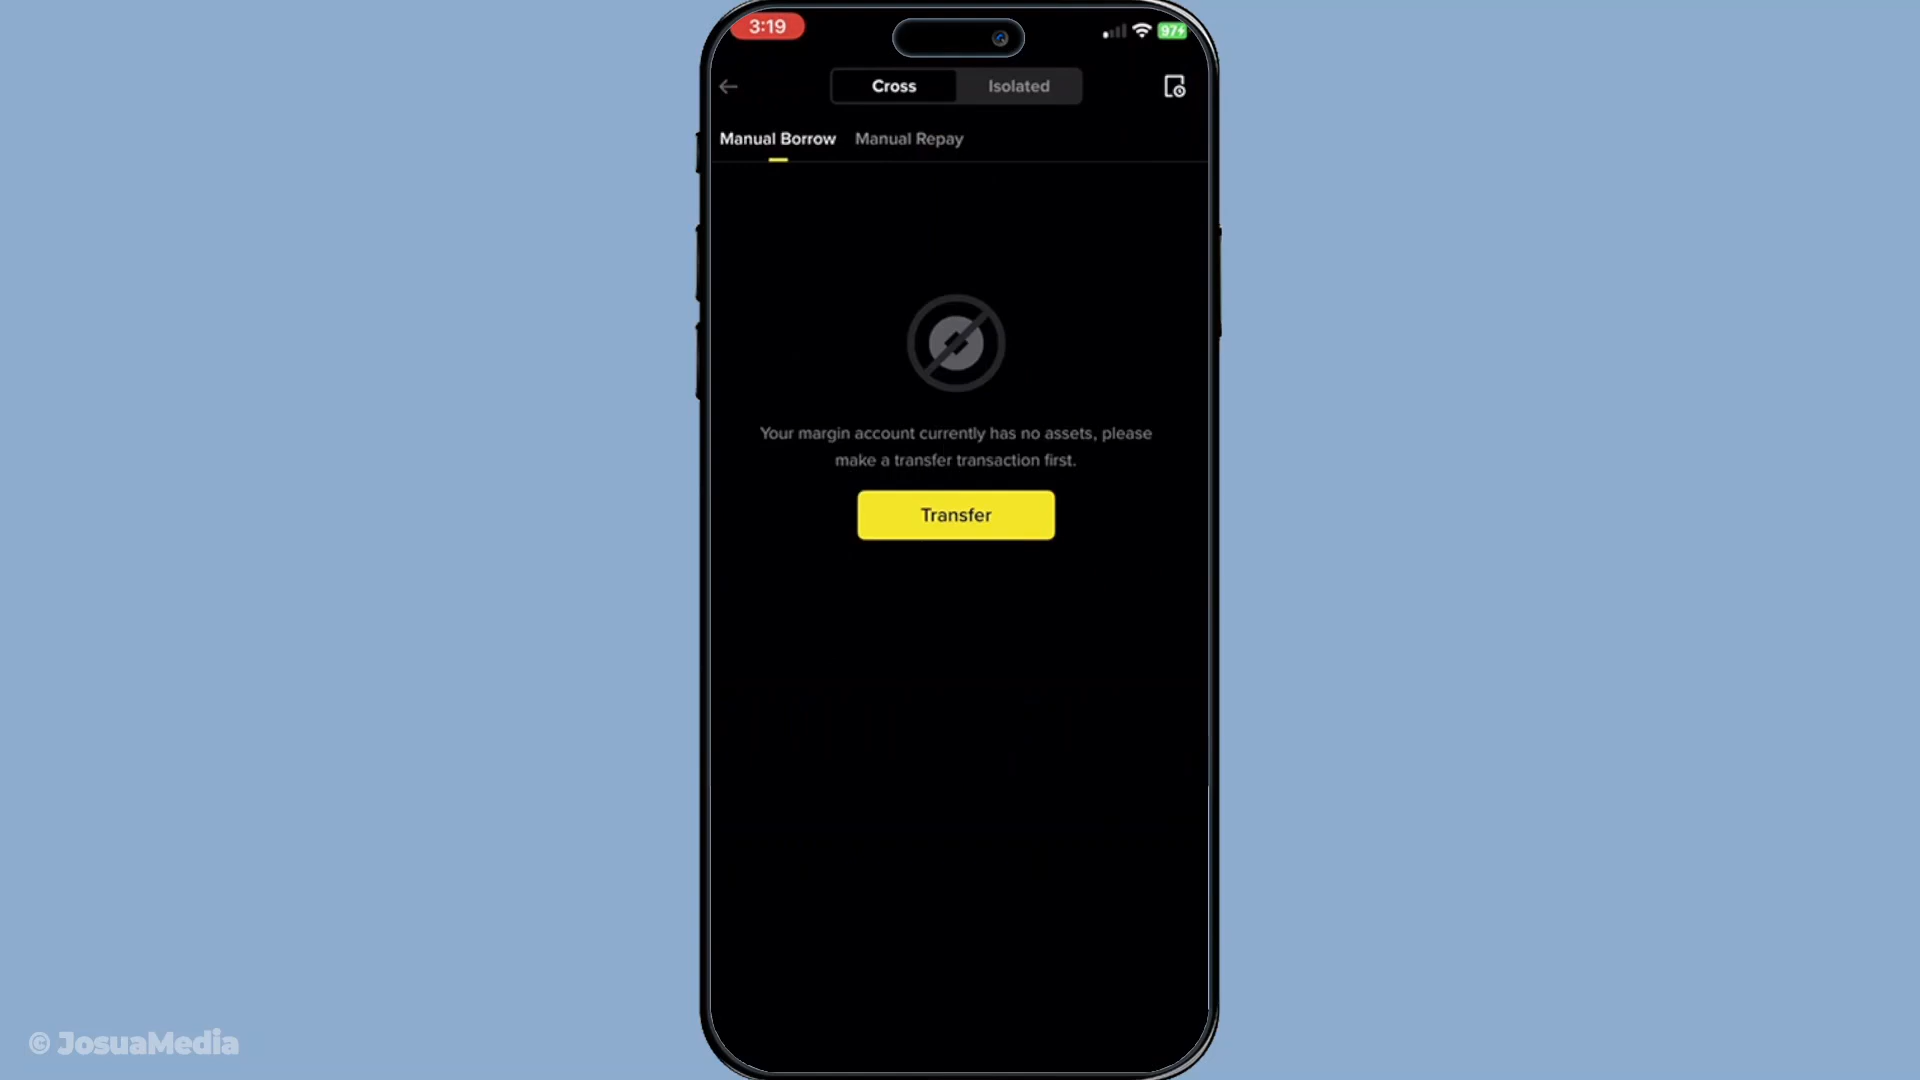 3:19
97
Cross
Isolated
Manual Borrow
Manual Repay
Your margin account currently has no assets, please
make a transfer transaction first.
Transfer
© JosuaMedia